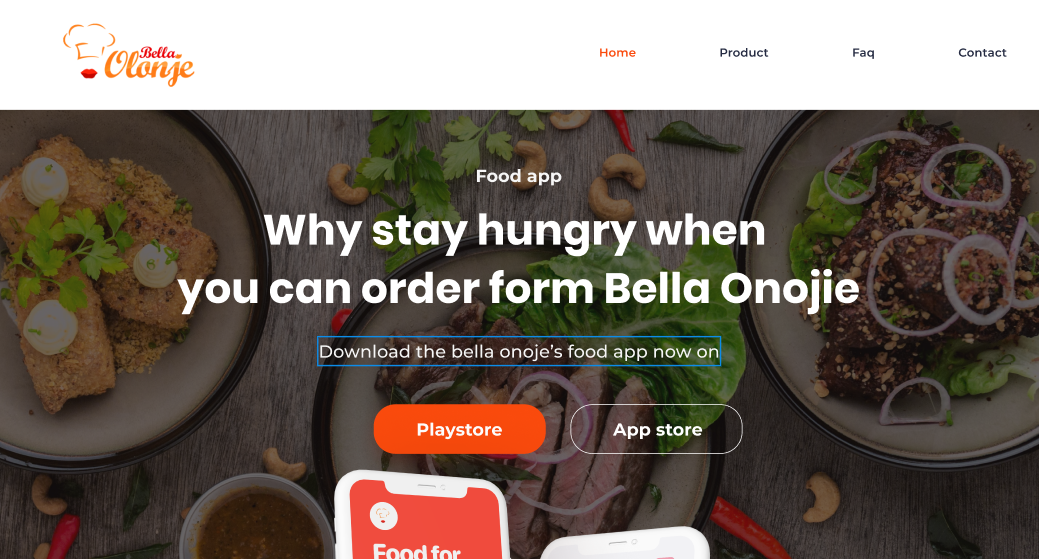 Bella
Olonje
Home Product Faq Contact
Food app
Why stay hungry when
you can order form Bella Onojie
Download the bella onoje's food app now on
Playstore App store
Food for